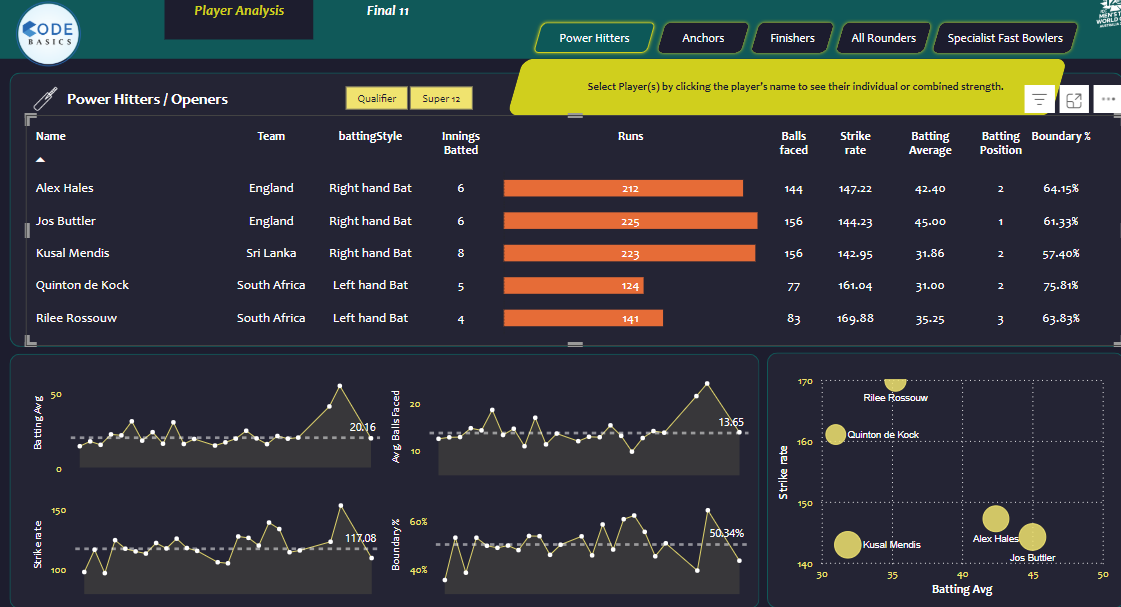 CODE
BASICS
Player Analysis
Final 11
MEN'S T
WORLD C
Power Hitters
Anchors
Finishers
All Rounders
Specialist Fast Bowlers
Select Player(s) by clicking the player's name to see their individual or combined strength.
Power Hitters / Openers
Qualifier
Super 12
Name Team battingStyle Innings Batted Runs Balls faced Strike rate Batting Average Batting Position Boundary %
Alex Hales England Right hand Bat 6 212 144 147.22 42.40 2 64.15%
Jos Buttler England Right hand Bat 6 225 156 144.23 45.00 1 61.33%
Kusal Mendis Sri Lanka Right hand Bat 8 223 156 142.95 31.86 2 57.40%
Quinton de Kock South Africa Left hand Bat 5 124 77 161.04 31.00 2 75.81%
Rilee Rossouw South Africa Left hand Bat 4 141 83 169.88 35.25 3 63.83%
Batting Avg
50
0
20.16
Avg. Balls Faced
20
10
13.65
Strike rate
150
100
117.08
Boundary %
60%
40%
50.34%
Strike rate
170
160
150
140
Rilee Rossouw
Quinton de Kock
Alex Hales
Kusal Mendis
Jos Buttler
30 35 40 45 50
Batting Avg